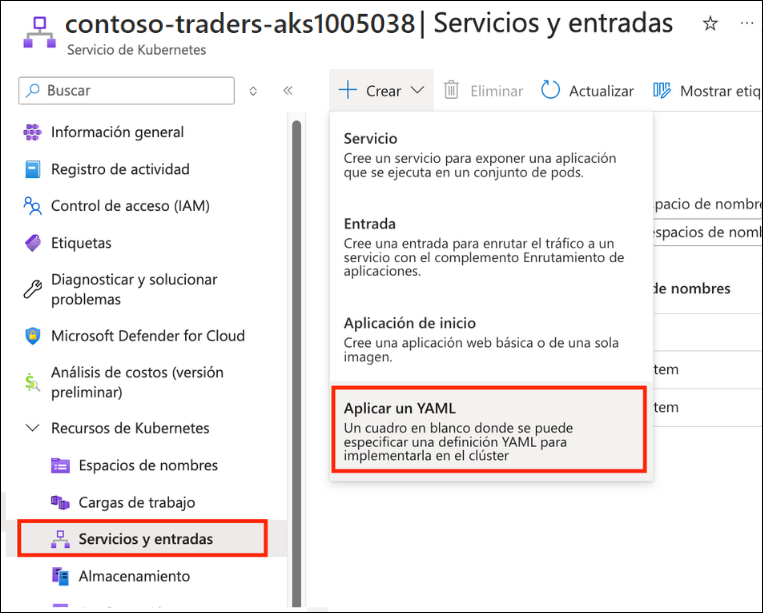 contoso-traders-aks1005038 | Servicios y entradas
Servicio de Kubernetes
Buscar
Crear Eliminar Actualizar Mostrar etiq
Información general
Registro de actividad
Control de acceso (IAM)
Etiquetas
Diagnosticar y solucionar
problemas
Microsoft Defender for Cloud
Análisis de costos (versión
preliminar)
Recursos de Kubernetes
Espacios de nombres
Cargas de trabajo
Servicios y entradas
Almacenamiento
Servicio
Cree un servicio para exponer una aplicación
que se ejecuta en un conjunto de pods.
Entrada
Cree una entrada para enrutar el tráfico a un
servicio con el complemento Enrutamiento de
aplicaciones.
Aplicación de inicio
Cree una aplicación web básica o de una sola
imagen.
Aplicar un YAML
Un cuadro en blanco donde se puede
especificar una definición YAML para
implementarla en el clúster
spacio de nombre
espacios de nomb
de nombres
tem
tem